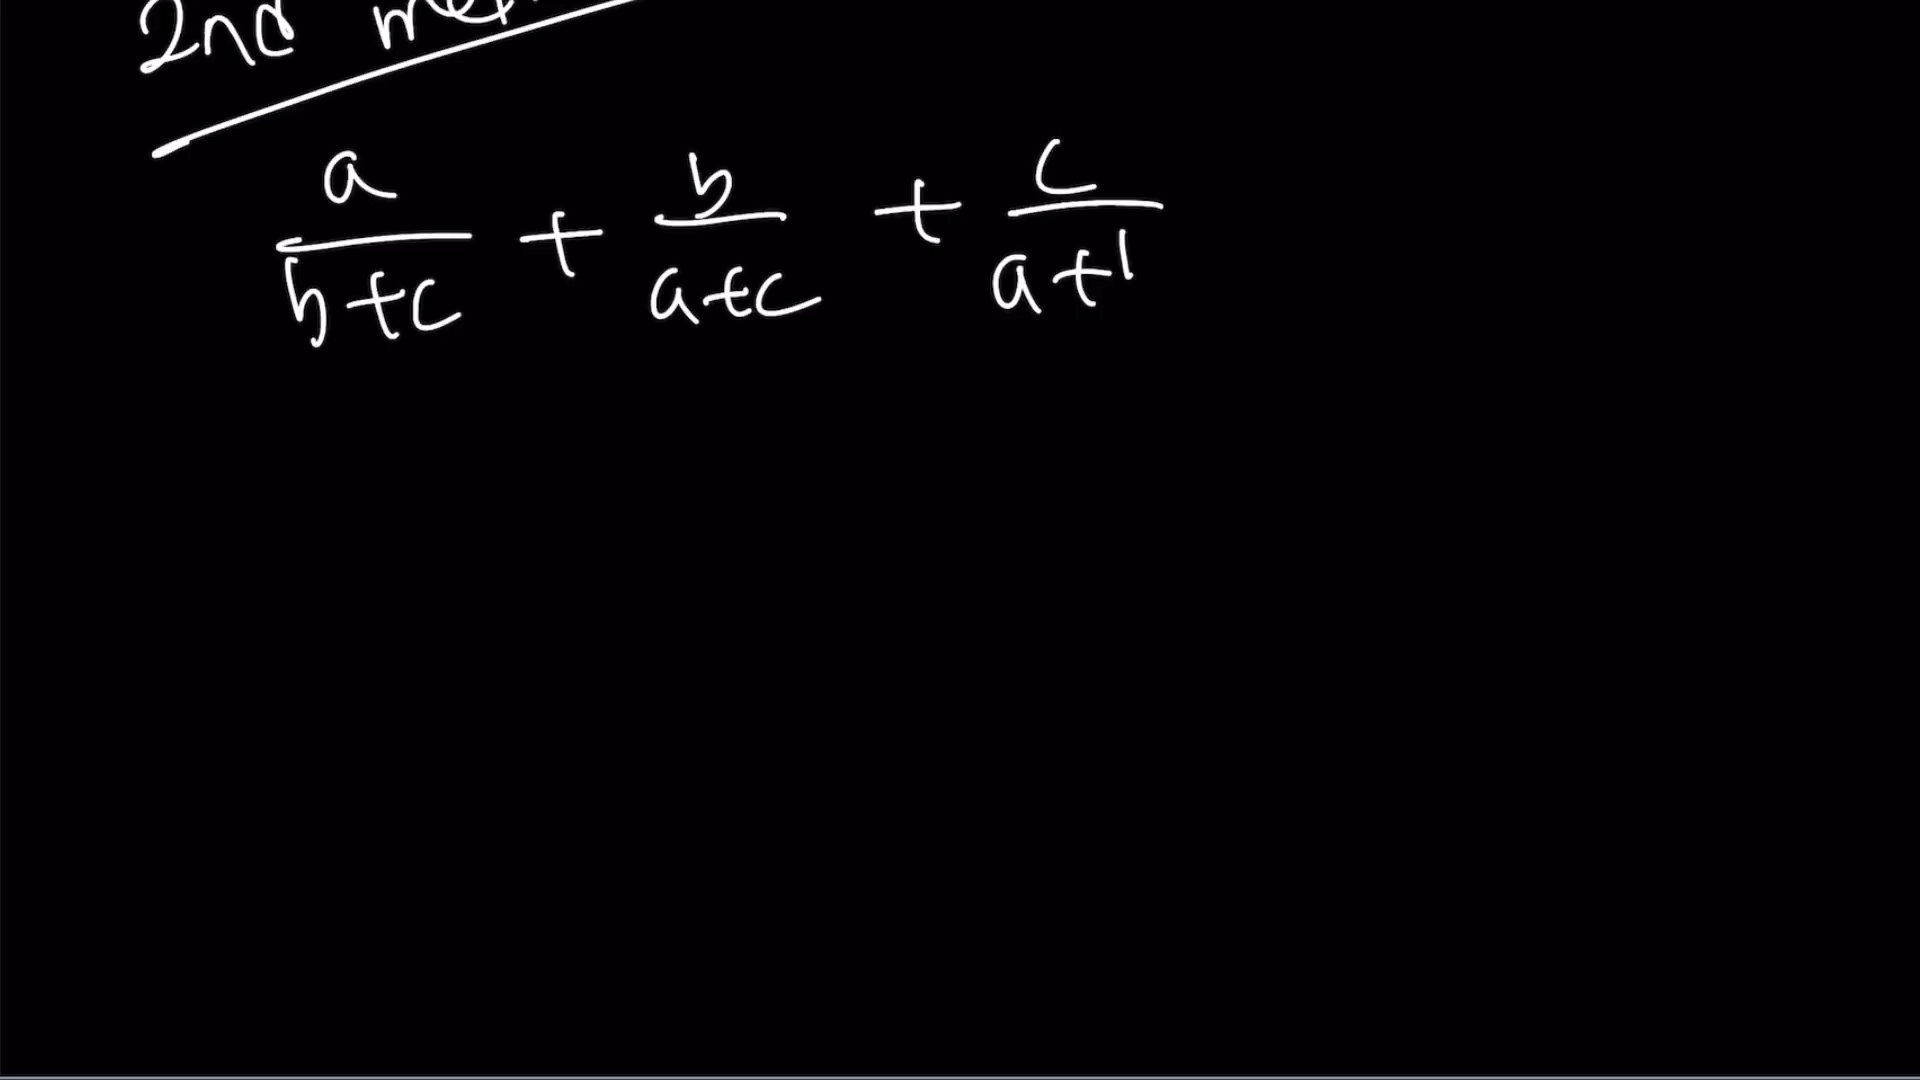 2nd
a/b+c + b/a+c + c/a+